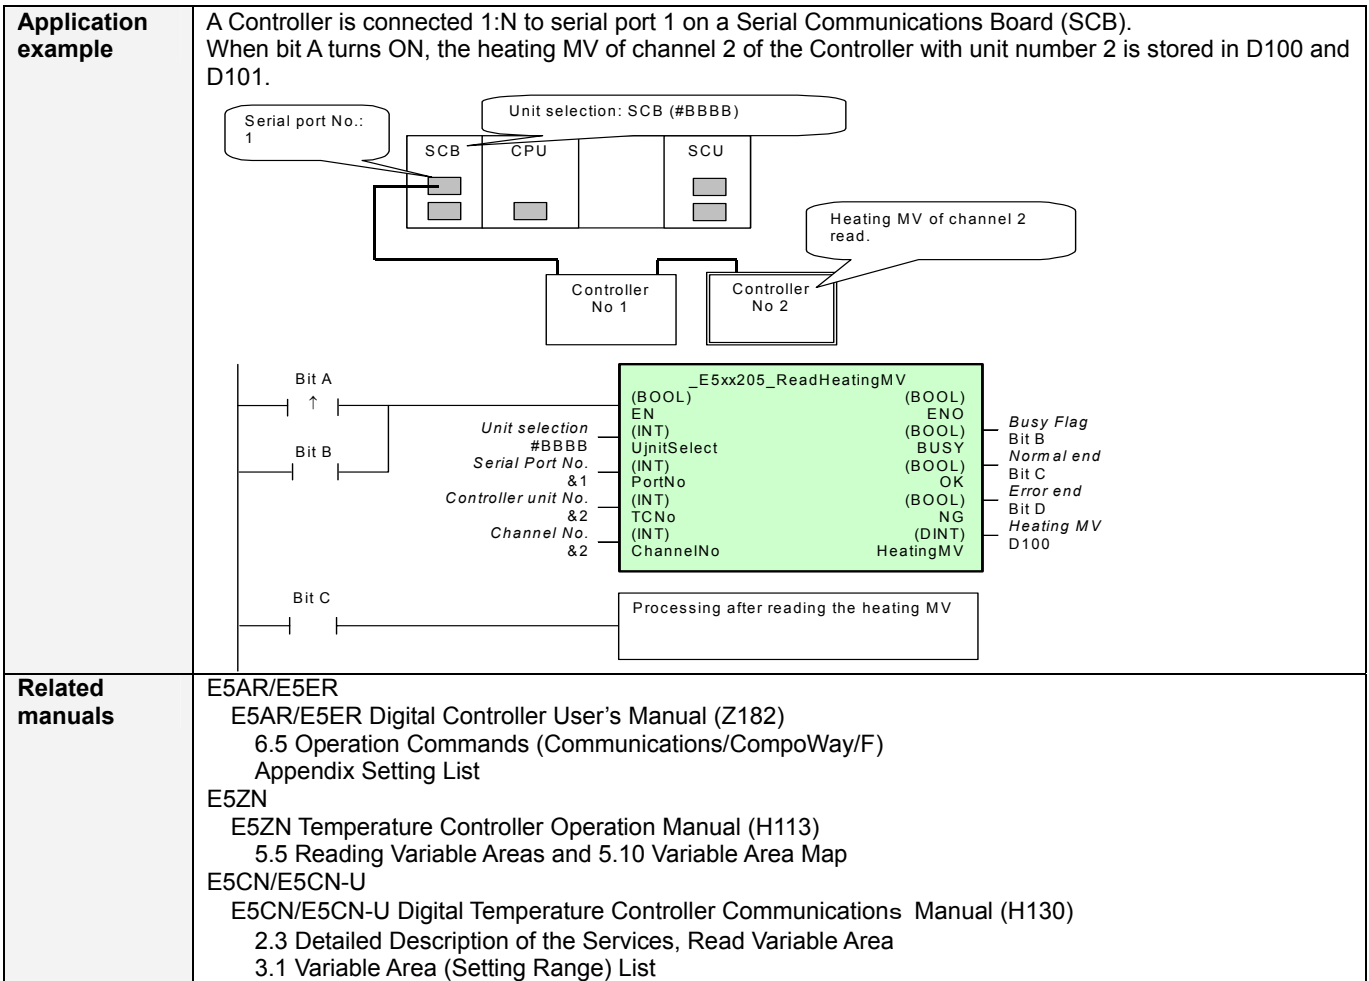 Application example
A Controller is connected 1:N to serial port 1 on a Serial Communications Board (SCB).
When bit A turns ON, the heating MV of channel 2 of the Controller with unit number 2 is stored in D100 and
D101.
Unit selection: SCB (#BBBB)
Serial port No.:
1
SCB
CPU
SCU
Heating MV of channel 2
read.
Controller
No 1
Controller
No 2
Bit A
↑
Bit B
Unit selection
#BBBB
Serial Port No.
&1
Controller unit No.
&2
Channel No.
&2
_E5xx205_ReadHeatingMV
(BOOL)
EN
(INT)
UjnitSelect
(INT)
PortNo
(INT)
TCNo
(INT)
ChannelNo
(BOOL)
ENO
(BOOL)
BUSY
(BOOL)
OK
(BOOL)
NG
(DINT)
HeatingMV
Busy Flag
Bit B
Normal end
Bit C
Error end
Bit D
Heating MV
D100
Bit C
Processing after reading the heating MV
Related manuals
E5AR/E5ER
E5AR/E5ER Digital Controller User’s Manual (Z182)
6.5 Operation Commands (Communications/CompoWay/F)
Appendix Setting List
E5ZN
E5ZN Temperature Controller Operation Manual (H113)
5.5 Reading Variable Areas and 5.10 Variable Area Map
E5CN/E5CN-U
E5CN/E5CN-U Digital Temperature Controller Communications Manual (H130)
2.3 Detailed Description of the Services, Read Variable Area
3.1 Variable Area (Setting Range) List